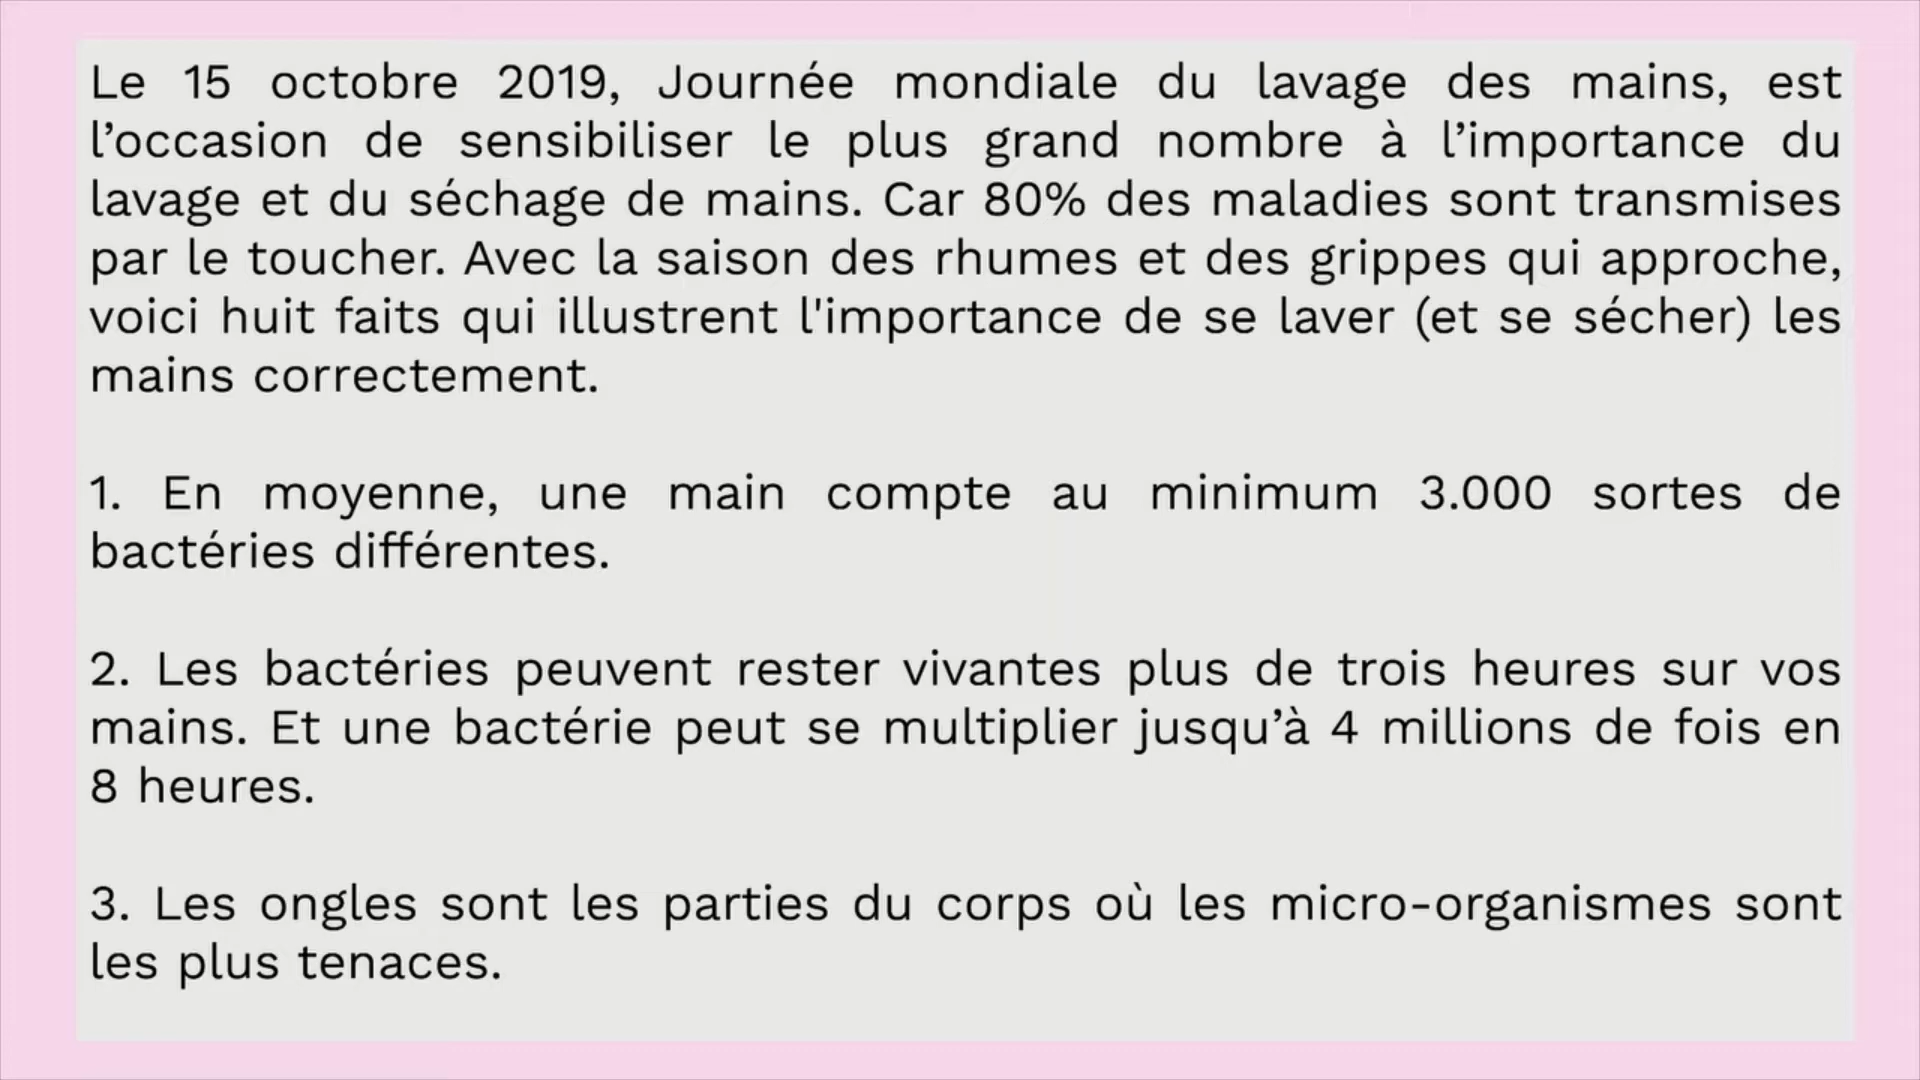 Le 15 octobre 2019, Journée mondiale du lavage des mains, est
l’occasion de sensibiliser le plus grand nombre à l’importance du
lavage et du séchage de mains. Car 80% des maladies sont transmises
par le toucher. Avec la saison des rhumes et des grippes qui approche,
voici huit faits qui illustrent l'importance de se laver (et se sécher) les
mains correctement.
1. En moyenne, une main compte au minimum 3.000 sortes de
bactéries différentes.
2. Les bactéries peuvent rester vivantes plus de trois heures sur vos
mains. Et une bactérie peut se multiplier jusqu’à 4 millions de fois en
8 heures.
3. Les ongles sont les parties du corps où les micro-organismes sont
les plus tenaces.